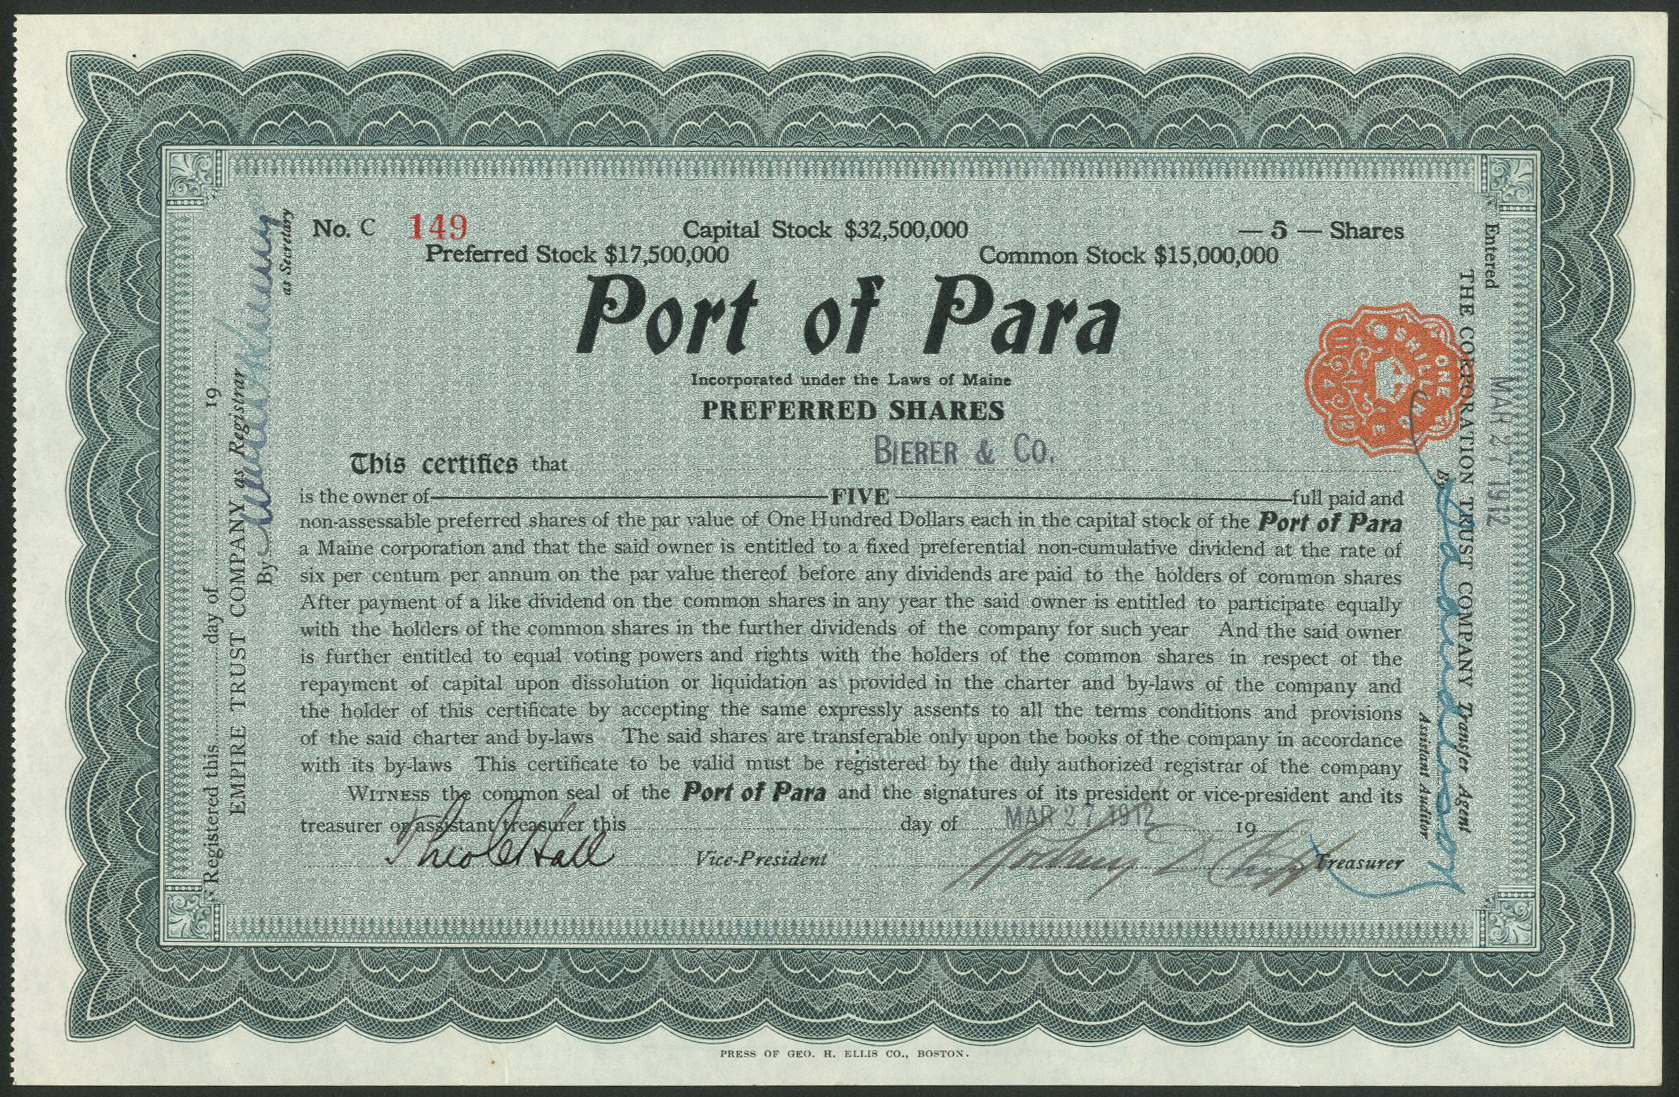 No. C 149 Capital Stock $32,500,000 — 5 — Shares
Preferred Stock $17,500,000 Common Stock $15,000,000
Port of Para
Incorporated under the Laws of Maine
PREFERRED SHARES
BIERER & CO.
This certifies that
is the owner of FIVE full paid and
non-assessable preferred shares of the par value of One Hundred Dollars each in the capital stock of the Port of Para
a Maine corporation and that the said owner is entitled to a fixed preferential non-cumulative dividend at the rate of
six per centum per annum on the par value thereof before any dividends are paid to the holders of common shares
After payment of a like dividend on the common shares in any year the said owner is entitled to participate equally
with the holders of the common shares in the further dividends of the company for such year And the said owner
is further entitled to equal voting powers and rights with the holders of the common shares in respect of the
repayment of capital upon dissolution or liquidation as provided in the charter and by-laws of the company and
the holder of this certificate by accepting the same expressly assents to all the terms conditions and provisions
of the said charter and by-laws The said shares are transferable only upon the books of the company in accordance
with its by-laws This certificate to be valid must be registered by the duly authorized registrar of the company
WITNESS the common seal of the Port of Para and the signatures of its president or vice-president and its
treasurer or assistant treasurer this day of MAR 27 1912 19
Theo C Hall Vice-President Treasurer
Registered this day of 19
EMPIRE TRUST COMPANY, as Registrar
By
as Secretary
Entered MAR 27 1912
THE CORPORATION TRUST COMPANY Transfer Agent
By
Assistant Auditor
ONE SHILLING
11 4 12
PRESS OF GEO. H. ELLIS CO., BOSTON.